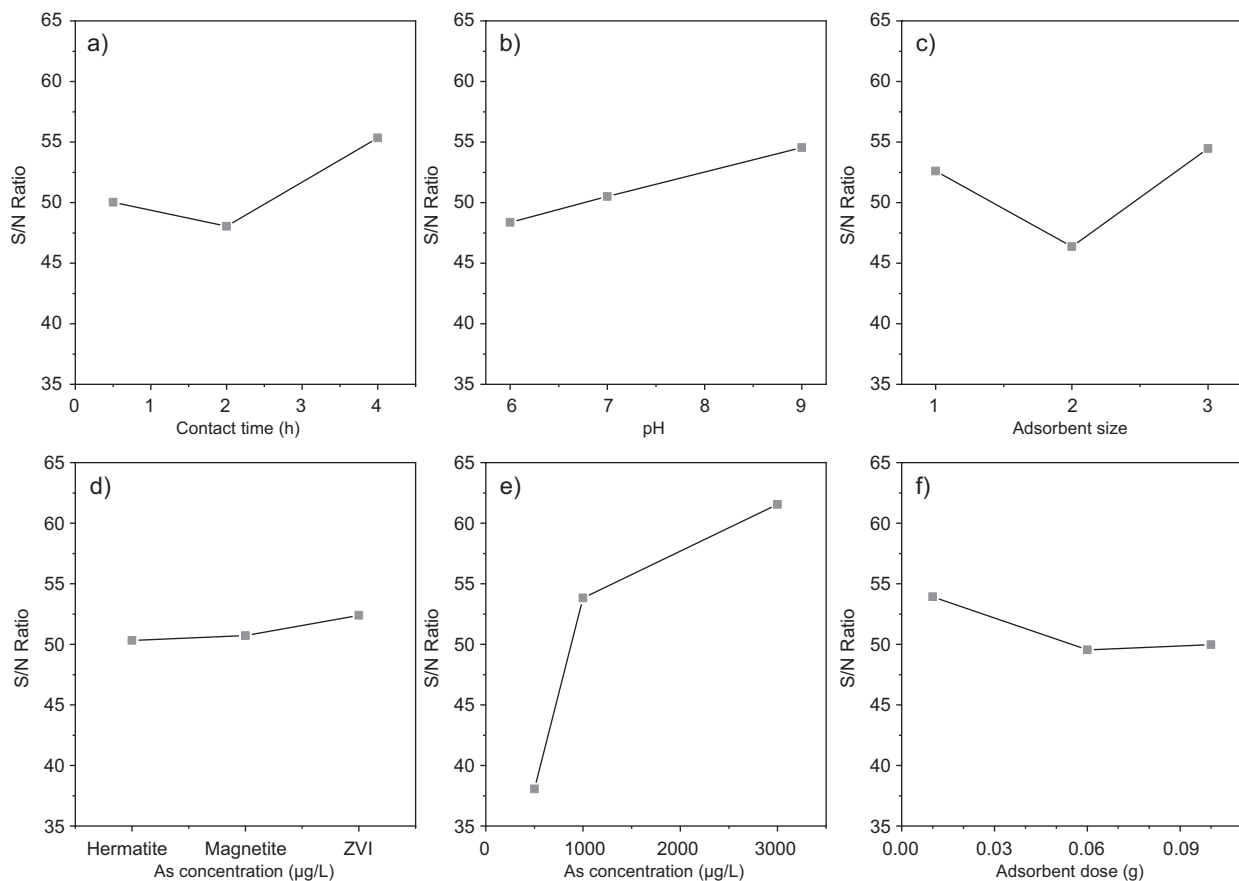 a)
65
60
55
50
45
40
35
S/N Ratio
0 1 2 3 4
Contact time (h)
b)
65
60
55
50
45
40
35
S/N Ratio
6 7 8 9
pH
c)
65
60
55
50
45
40
35
S/N Ratio
1 2 3
Adsorbent size
d)
65
60
55
50
45
40
35
S/N Ratio
Hermatite Magnetite ZVI
As concentration (μg/L)
e)
65
60
55
50
45
40
35
S/N Ratio
0 1000 2000 3000
As concentration (μg/L)
f)
65
60
55
50
45
40
35
S/N Ratio
0.00 0.03 0.06 0.09
Adsorbent dose (g)